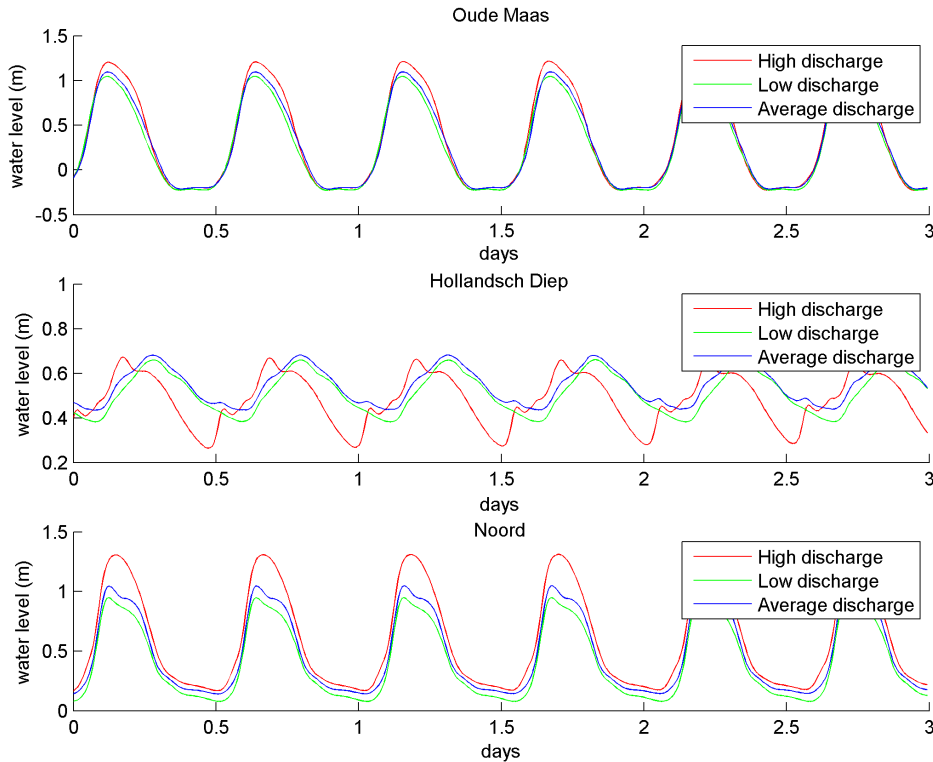 Oude Maas
1.5
1
0.5
0
-0.5
water level (m)
High discharge
Low discharge
Average discharge
0
0.5
1
1.5
2
2.5
3
days
Hollandsch Diep
1
0.8
0.6
0.4
0.2
water level (m)
High discharge
Low discharge
Average discharge
0
0.5
1
1.5
2
2.5
3
days
Noord
1.5
1
0.5
0
water level (m)
High discharge
Low discharge
Average discharge
0
0.5
1
1.5
2
2.5
3
days